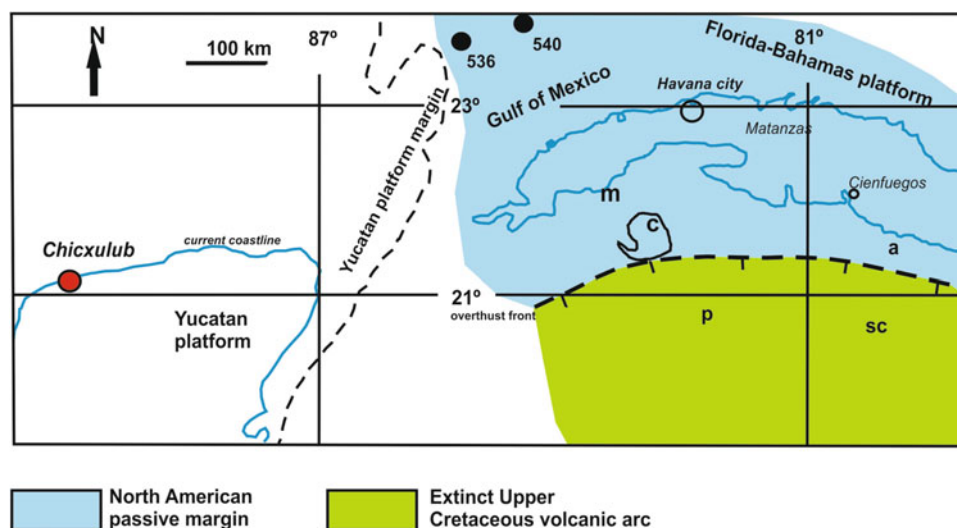 N
100 km
87º
536
540
81º
Florida-Bahamas platform
Gulf of Mexico
Havana city
23º
Matanzas
Yucatan platform margin
Cienfuegos
m
c
a
current coastline
Chicxulub
21º
overthust front
Yucatan
platform
p
sc
North American
passive margin
Extinct Upper
Cretaceous volcanic arc